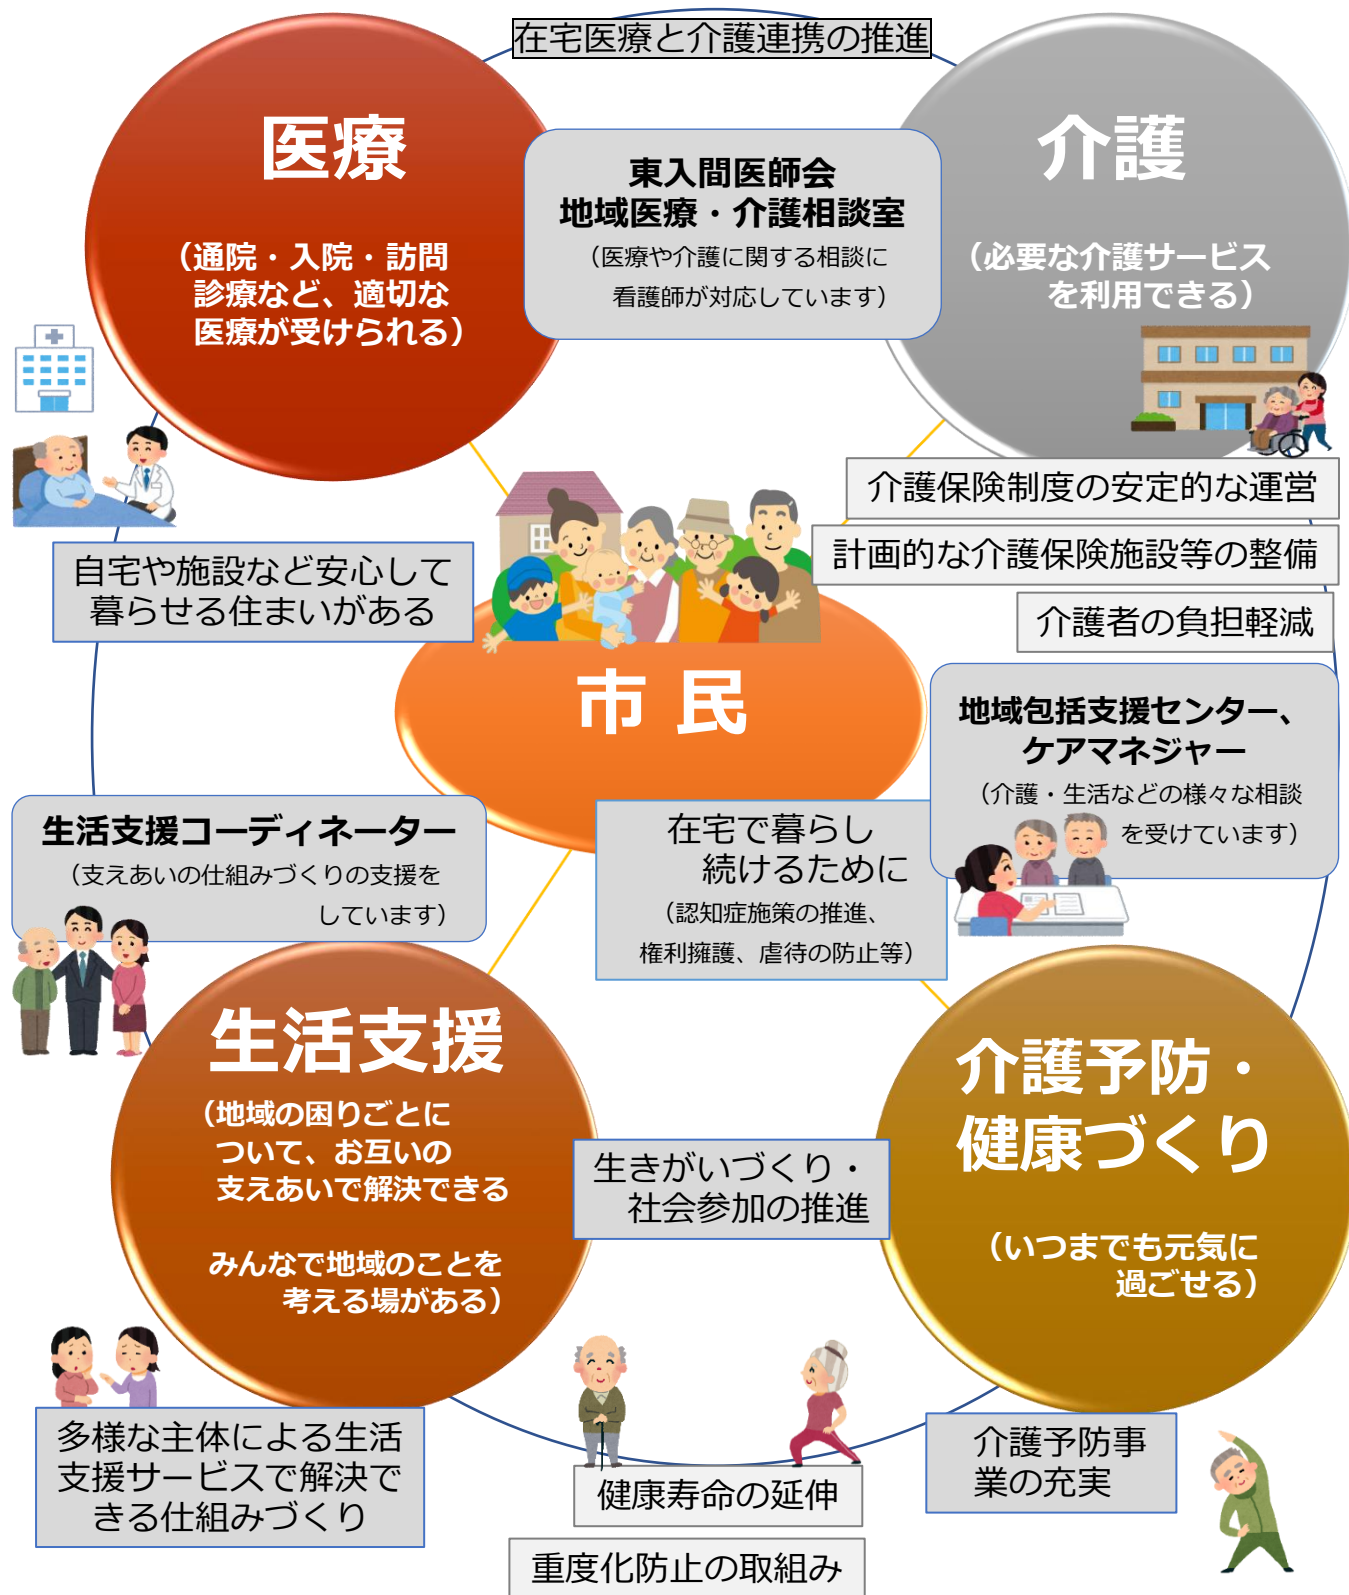 在宅医療と介護連携の推進
医療
（通院・入院・訪問
診療など、適切な
医療が受けられる）
東入間医師会
地域医療・介護相談室
（医療や介護に関する相談に
看護師が対応しています）
介護
（必要な介護サービス
を利用できる）
介護保険制度の安定的な運営
計画的な介護保険施設等の整備
介護者の負担軽減
自宅や施設など安心して
暮らせる住まいがある
市 民
地域包括支援センター、
ケアマネジャー
（介護・生活などの様々な相談
を受けています）
生活支援コーディネーター
（支えあいの仕組みづくりの支援を
しています）
在宅で暮らし
続けるために
（認知症施策の推進、
権利擁護、虐待の防止等）
生活支援
（地域の困りごとに
ついて、お互いの
支えあいで解決できる
みんなで地域のことを
考える場がある）
生きがいづくり・
社会参加の推進
介護予防・
健康づくり
（いつまでも元気に
過ごせる）
多様な主体による生活
支援サービスで解決で
きる仕組みづくり
健康寿命の延伸
重度化防止の取組み
介護予防事
業の充実